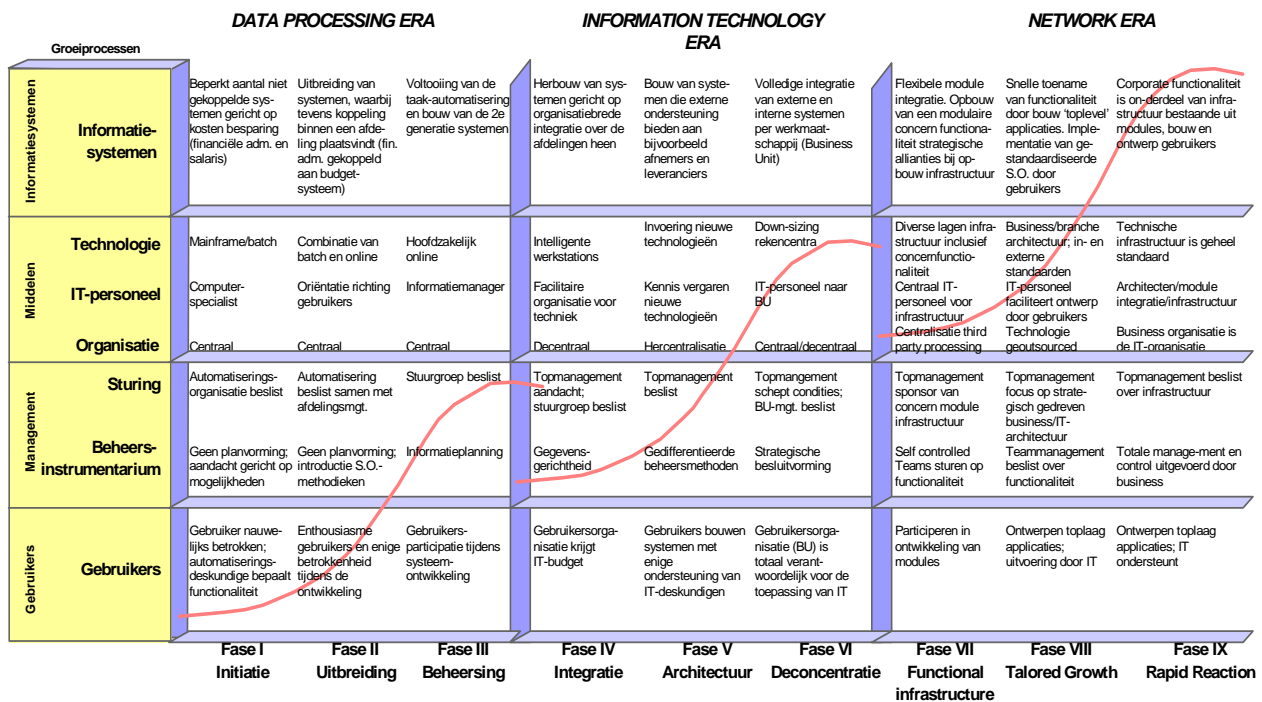 DATA PROCESSING ERA
INFORMATION TECHNOLOGY
ERA
NETWORK ERA
Groeiprocessen
Informatiesystemen
Informatie-
systemen
Beperkt aantal niet
gekoppelde sys-
temen gericht op
kosten besparing
(financiële adm. en
salaris)
Uitbreiding van
systemen, waarbij
tevens koppeling
binnen een afde-
ling plaatsvindt (fin.
adm. gekoppeld
aan budget-
systeem)
Voltooiing van de
taak-automatisering
en bouw van de 2e
generatie systemen
Herbouw van sys-
temen gericht op
organisatiebrede
integratie over de
afdelingen heen
Bouw van syste-
men die externe
ondersteuning
bieden aan
bijvoorbeeld
afnemers en
leveranciers
Volledige integratie
van externe en
interne systemen
per werkmaat-
schappij (Business
Unit)
Flexibele module
integratie. Opbouw
van een modulaire
concern functiona-
liteit strategische
allianties bij op-
bouw infrastructuur
Snelle toename
van functionaliteit
door bouw 'toplevel'
applicaties. Imple-
mentatie van ge-
standaardiseerde
S.O. door
gebruikers
Corporate functionaliteit
is on-derdeel van infra-
structuur bestaande uit
modules, bouw en
ontwerp gebruikers
Middelen
Technologie
Mainframe/batch
Combinatie van
batch en online
Hoofdzakelijk
online
Intelligente
workstations
Invoering nieuwe
technologieën
Down-sizing
rekencentra
Diverse lagen infra-
structuur inclusief
concernfunctio-
naliteit
Business/branche
architectuur; in- en
externe
standaarden
Technische
infrastructuur is geheel
standaard
IT-personeel
Computer-
specialist
Oriëntatie richting
gebruikers
Informatiemanager
Facilitaire
organisatie voor
techniek
Kennis vergaren
nieuwe
technologieën
IT-personeel naar
BU
Centraal IT-
personeel voor
infrastructuur
IT-personeel
faciliteert ontwerp
door gebruikers
Architecten/module
integratie/infrastructuur
Organisatie
Centraal
Centraal
Centraal
Decentraal
Hercentralisatie
Centraal/decentraal
Centralisatie third
party processing
Technologie
geoutsourced
Business organisatie is
de IT-organisatie
Management
Sturing
Automatiserings-
organisatie beslist
Automatisering
beslist samen met
afdelingsmgt.
Stuurgroep beslist
Topmanagement
aandacht;
stuurgroep beslist
Topmanagement
beslist
Topmangement
schept condities;
BU-mgt. beslist
Topmanagement
sponsor van
concern module
infrastructuur
Topmanagement
focus op strate-
gisch gedreven
business/IT-
architectuur
Topmanagement beslist
over infrastructuur
Beheers-
instrumentarium
Geen planvorming;
aandacht gericht op
mogelijkheden
Geen planvorming;
introductie S.O.-
methodieken
Informatieplanning
Gegevens-
gerichtheid
Gedifferentieerde
beheersmethoden
Strategische
besluitvorming
Self controlled
Teams sturen op
functionaliteit
Teammanagement
beslist over
functionaliteit
Totale manage-ment en
control uitgevoerd door
business
Gebruikers
Gebruikers
Gebruiker nauwe-
lijks betrokken;
automatiserings-
deskundige bepaalt
functionaliteit
Enthousiasme
gebruikers en enige
betrokkenheid
tijdens de
ontwikkeling
Gebruikers-
participatie tijdens
systeem-
ontwikkeling
Gebruikersorga-
nisatie krijgt
IT-budget
Gebruikers bouwen
systemen met
enige
ondersteuning van
IT-deskundigen
Gebruikersorga-
nisatie (BU) is
totaal verant-
woordelijk voor de
toepassing van IT
Participeren in
ontwikkeling van
modules
Ontwerpen toplaag
applicaties;
uitvoering door IT
Ontwerpen toplaag
applicaties; IT
ondersteunt
Fase I
Initiatie
Fase II
Uitbreiding
Fase III
Beheersing
Fase IV
Integratie
Fase V
Architectuur
Fase VI
Deconcentratie
Fase VII
Functional
infrastructure
Fase VIII
Talored Growth
Fase IX
Rapid Reaction